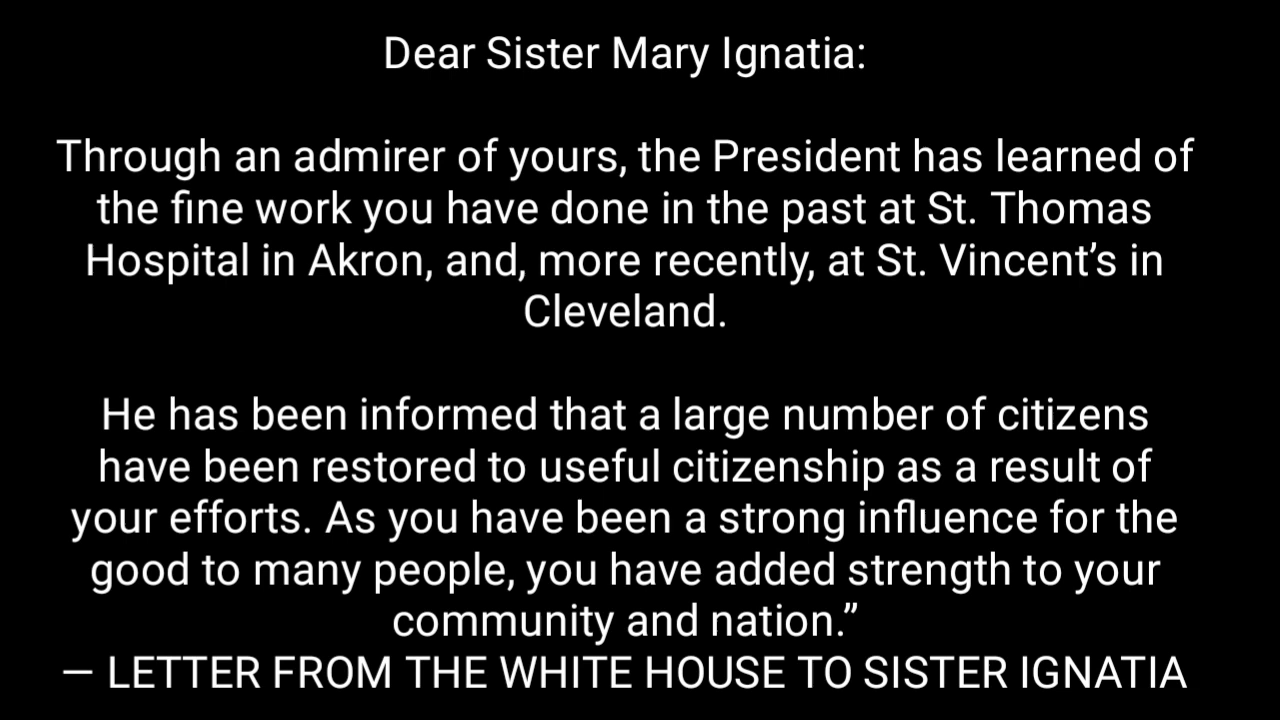 Dear Sister Mary Ignatia:
Through an admirer of yours, the President has learned of
the fine work you have done in the past at St. Thomas
Hospital in Akron, and, more recently, at St. Vincent’s in
Cleveland.
He has been informed that a large number of citizens
have been restored to useful citizenship as a result of
your efforts. As you have been a strong influence for the
good to many people, you have added strength to your
community and nation.”
— LETTER FROM THE WHITE HOUSE TO SISTER IGNATIA